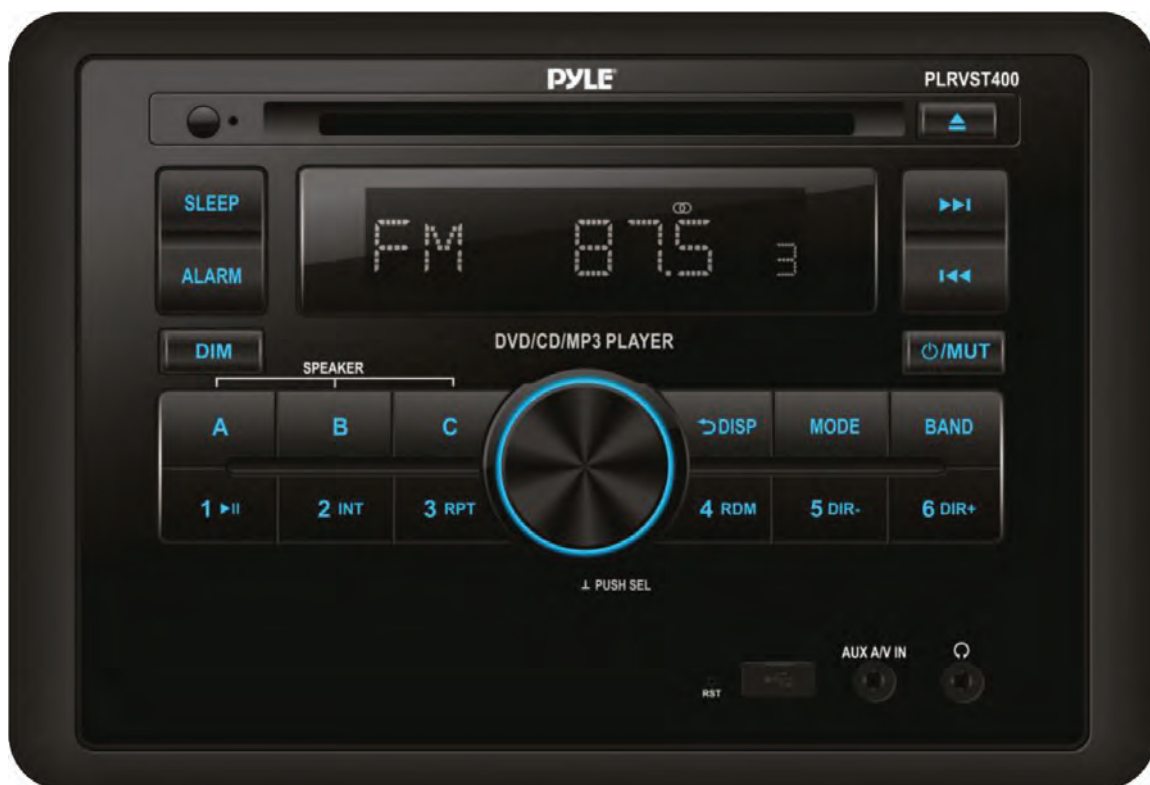 PYLE
PLRVST400
SLEEP
FM 87.5 3
ALARM
DIM
DVD/CD/MP3 PLAYER
/MUT
SPEAKER
A B C DISP MODE BAND
1 2 INT 3 RPT 4 RDM 5 DIR- 6 DIR+
PUSH SEL
AUX A/V IN
RST